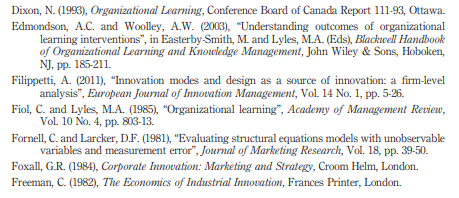 Dixon, N. (1993), Organizational Learning, Conference Board of Canada Report 111-93, Ottawa.
Edmondson, A.C. and Woolley, A.W. (2003), “Understanding outcomes of organizational
learning interventions”, in Easterby-Smith, M. and Lyles, M.A. (Eds), Blackwell Handbook
of Organizational Learning and Knowledge Management, John Wiley & Sons, Hoboken,
NJ, pp. 185-211.
Filippetti, A. (2011), “Innovation modes and design as a source of innovation: a firm-level
analysis”, European Journal of Innovation Management, Vol. 14 No. 1, pp. 5-26.
Fiol, C. and Lyles, M.A. (1985), “Organizational learning”, Academy of Management Review,
Vol. 10 No. 4, pp. 803-13.
Fornell, C. and Larcker, D.F. (1981), “Evaluating structural equations models with unobservable
variables and measurement error”, Journal of Marketing Research, Vol. 18, pp. 39-50.
Foxall, G.R. (1984), Corporate Innovation: Marketing and Strategy, Croom Helm, London.
Freeman, C. (1982), The Economics of Industrial Innovation, Frances Printer, London.